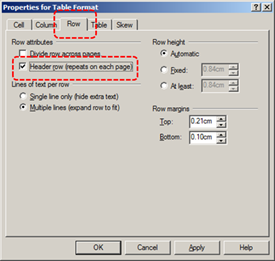 Properties for Table Format
Cell Column Row Table Skew
Row attributes
Divide row across pages
Header row (repeats on each page)
Lines of text per row
Single line only (hide extra text)
Multiple lines (expand row to fit)
Row height
Automatic
Fixed: 0.84cm
At least: 0.84cm
Row margins
Top: 0.21cm
Bottom: 0.10cm
OK Cancel Apply Help